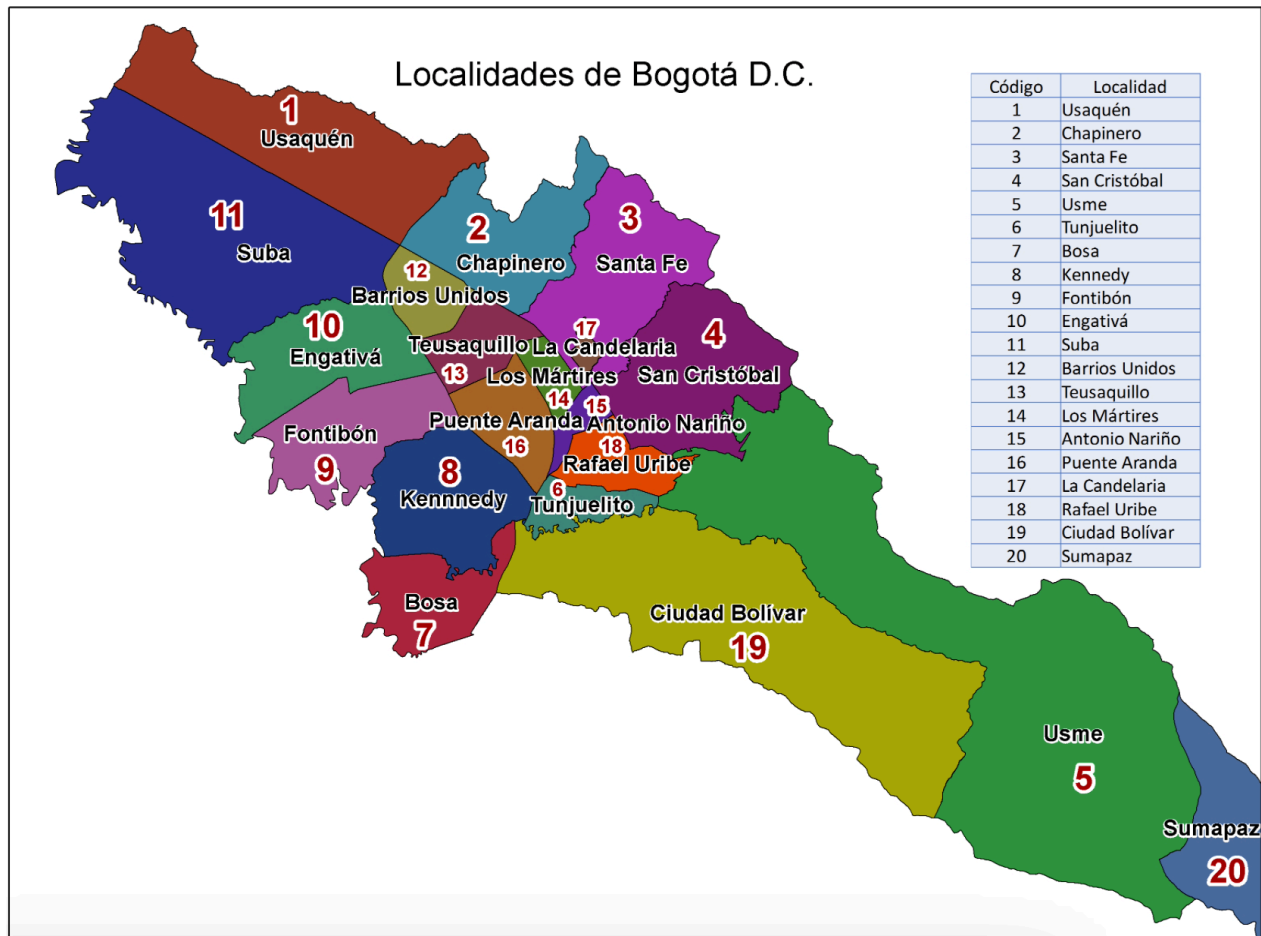 Localidades de Bogotá D.C.
Código Localidad
1 Usaquén
2 Chapinero
3 Santa Fe
4 San Cristóbal
5 Usme
6 Tunjuelito
7 Bosa
8 Kennedy
9 Fontibón
10 Engativá
11 Suba
12 Barrios Unidos
13 Teusaquillo
14 Los Mártires
15 Antonio Nariño
16 Puente Aranda
17 La Candelaria
18 Rafael Uribe
19 Ciudad Bolívar
20 Sumapaz
1
Usaquén
11
Suba
2
Chapinero
3
Santa Fe
12
Barrios Unidos
10
Engativá
17
La Candelaria
4
San Cristóbal
Teusaquillo
13
Los Mártires
14
15
Antonio Nariño
Puente Aranda
16
Fontibón
9
18
Rafael Uribe
8
Kennnedy
6
Tunjuelito
Bosa
7
Ciudad Bolívar
19
Usme
5
Sumapaz
20